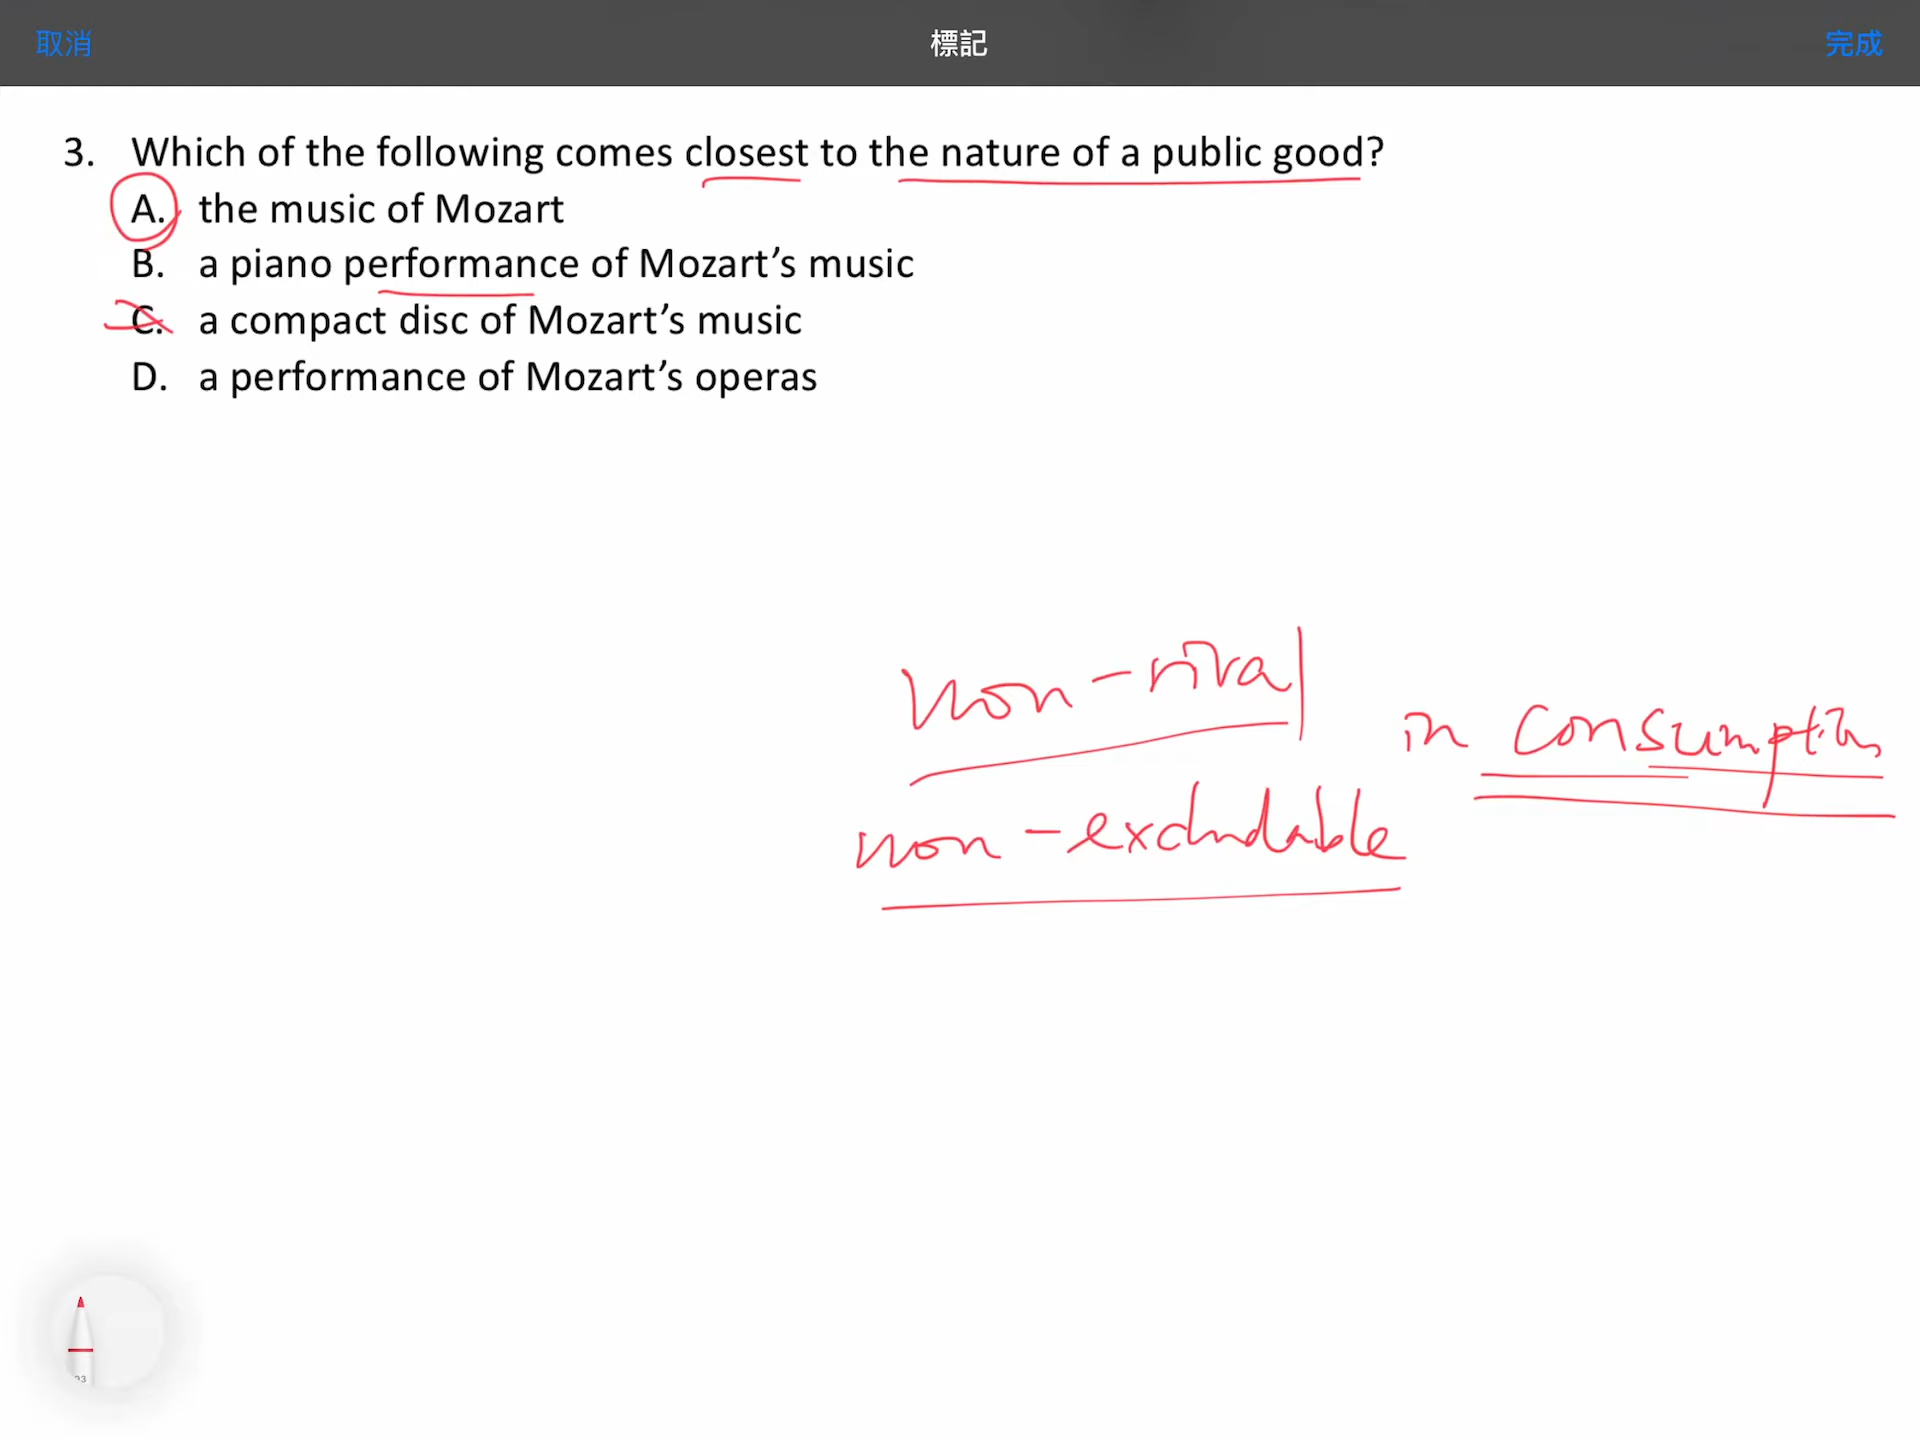 取消 標記 完成
3. Which of the following comes closest to the nature of a public good?
A. the music of Mozart
B. a piano performance of Mozart's music
C. a compact disc of Mozart's music
D. a performance of Mozart's operas
non-rival
in consumption
non-excludable
93